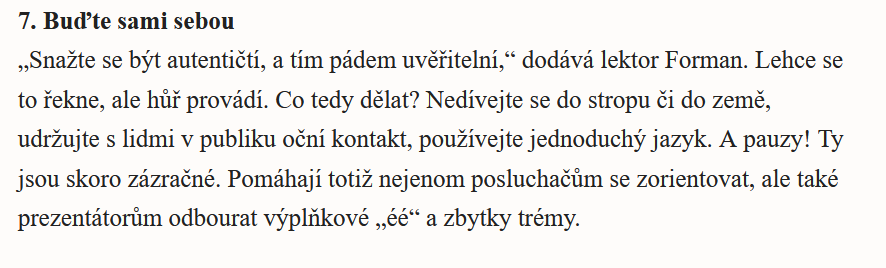 7. Buďte sami sebou
„Snažte se být autentičtí, a tím pádem uvěřitelní,“ dodává lektor Forman. Lehce se
to řekne, ale hůř provádí. Co tedy dělat? Nedívejte se do stropu či do země,
udržujte s lidmi v publiku oční kontakt, používejte jednoduchý jazyk. A pauzy! Ty
jsou skoro zázračné. Pomáhají totiž nejenom posluchačům se zorientovat, ale také
prezentátorům odbourat výplňkové „éé“ a zbytky trémy.